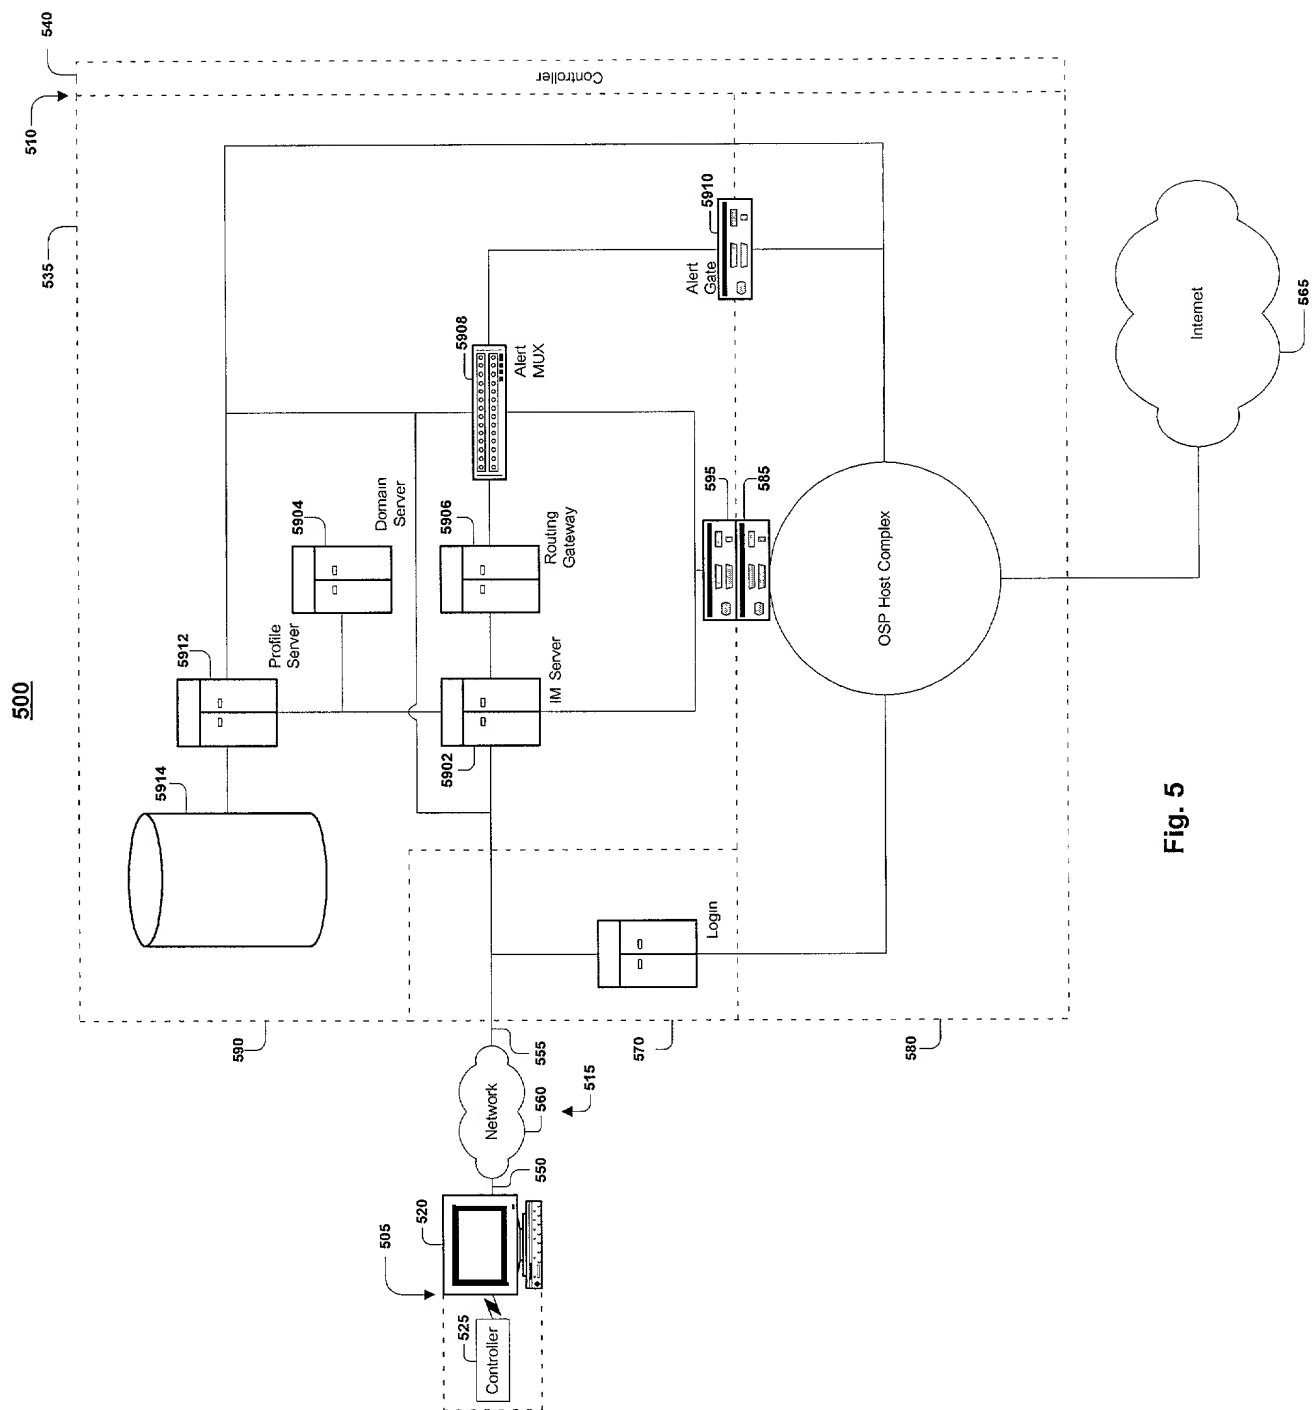 500
510
540
535
Controller
5914
5912
Profile
Server
5904
Domain
Server
5902
IM Server
5906
Routing
Gateway
5908
Alert
MUX
Alert
Gate
5910
595
585
OSP Host Complex
Internet
565
Login
590
570
580
555
Network
560
515
550
505
520
525
Controller
Fig. 5